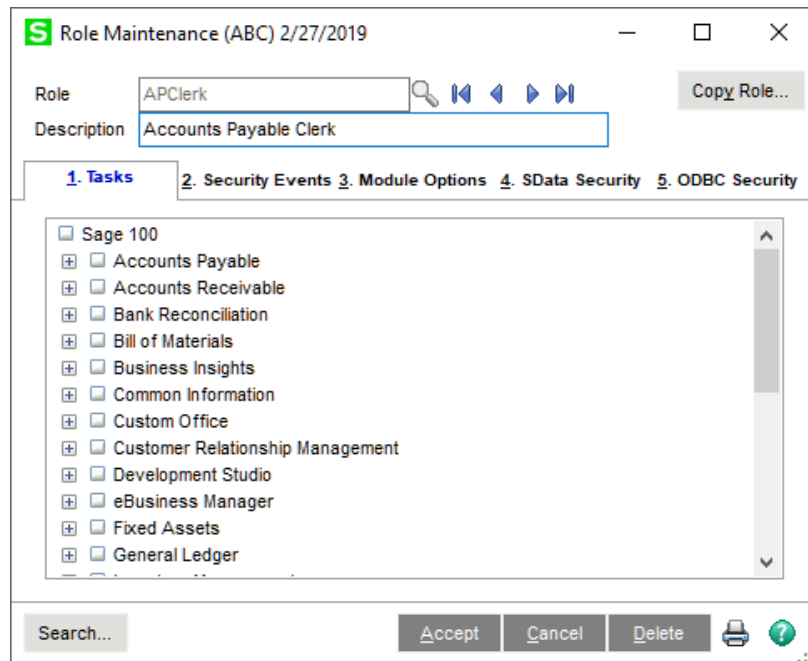 S Role Maintenance (ABC) 2/27/2019
Role APClerk Copy Role...
Description Accounts Payable Clerk
1. Tasks 2. Security Events 3. Module Options 4. SData Security 5. ODBC Security
Sage 100
Accounts Payable
Accounts Receivable
Bank Reconciliation
Bill of Materials
Business Insights
Common Information
Custom Office
Customer Relationship Management
Development Studio
eBusiness Manager
Fixed Assets
General Ledger
Search... Accept Cancel Delete ?